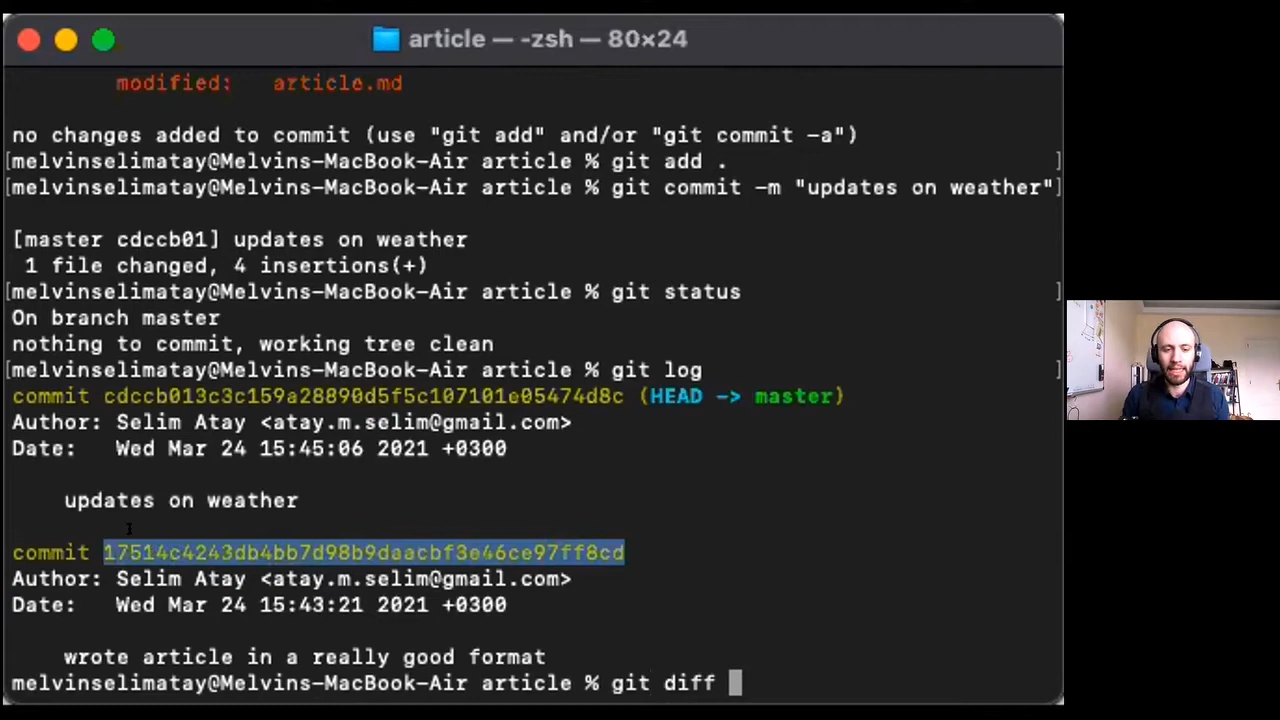 article — -zsh — 80×24
modified: article.md
no changes added to commit (use "git add" and/or "git commit -a")
[melvinselimatay@Melvins-MacBook-Air article % git add . ]
[melvinselimatay@Melvins-MacBook-Air article % git commit -m "updates on weather"]
[master cdccb01] updates on weather
1 file changed, 4 insertions(+)
[melvinselimatay@Melvins-MacBook-Air article % git status ]
On branch master
nothing to commit, working tree clean
[melvinselimatay@Melvins-MacBook-Air article % git log ]
commit cdccb013c3c159a28890d5f5c107101e05474d8c (HEAD -> master)
Author: Selim Atay <atay.m.selim@gmail.com>
Date: Wed Mar 24 15:45:06 2021 +0300
updates on weather
commit 17514c4243db4bb7d98b9daacbf3e46ce97ff8cd
Author: Selim Atay <atay.m.selim@gmail.com>
Date: Wed Mar 24 15:43:21 2021 +0300
wrote article in a really good format
melvinselimatay@Melvins-MacBook-Air article % git diff